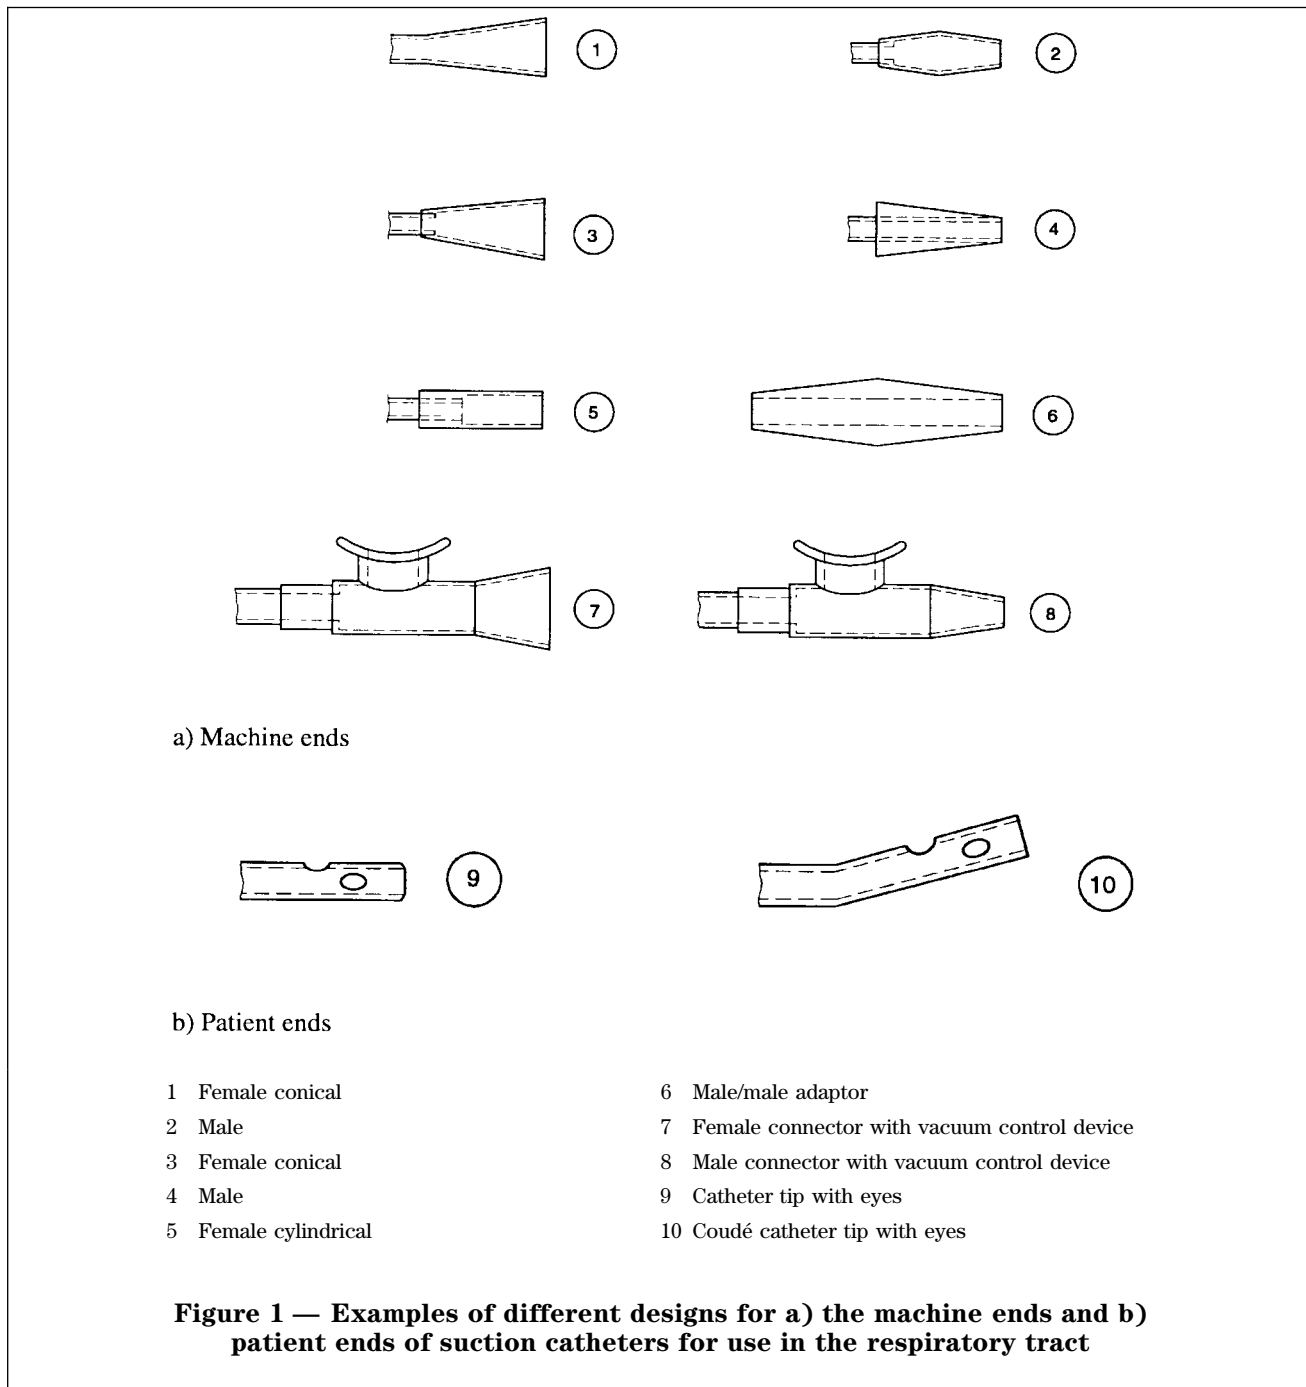 1
2
3
4
5
6
7
8
a) Machine ends
9
10
b) Patient ends
1 Female conical
2 Male
3 Female conical
4 Male
5 Female cylindrical
6 Male/male adaptor
7 Female connector with vacuum control device
8 Male connector with vacuum control device
9 Catheter tip with eyes
10 Coudé catheter tip with eyes
Figure 1 — Examples of different designs for a) the machine ends and b)
patient ends of suction catheters for use in the respiratory tract